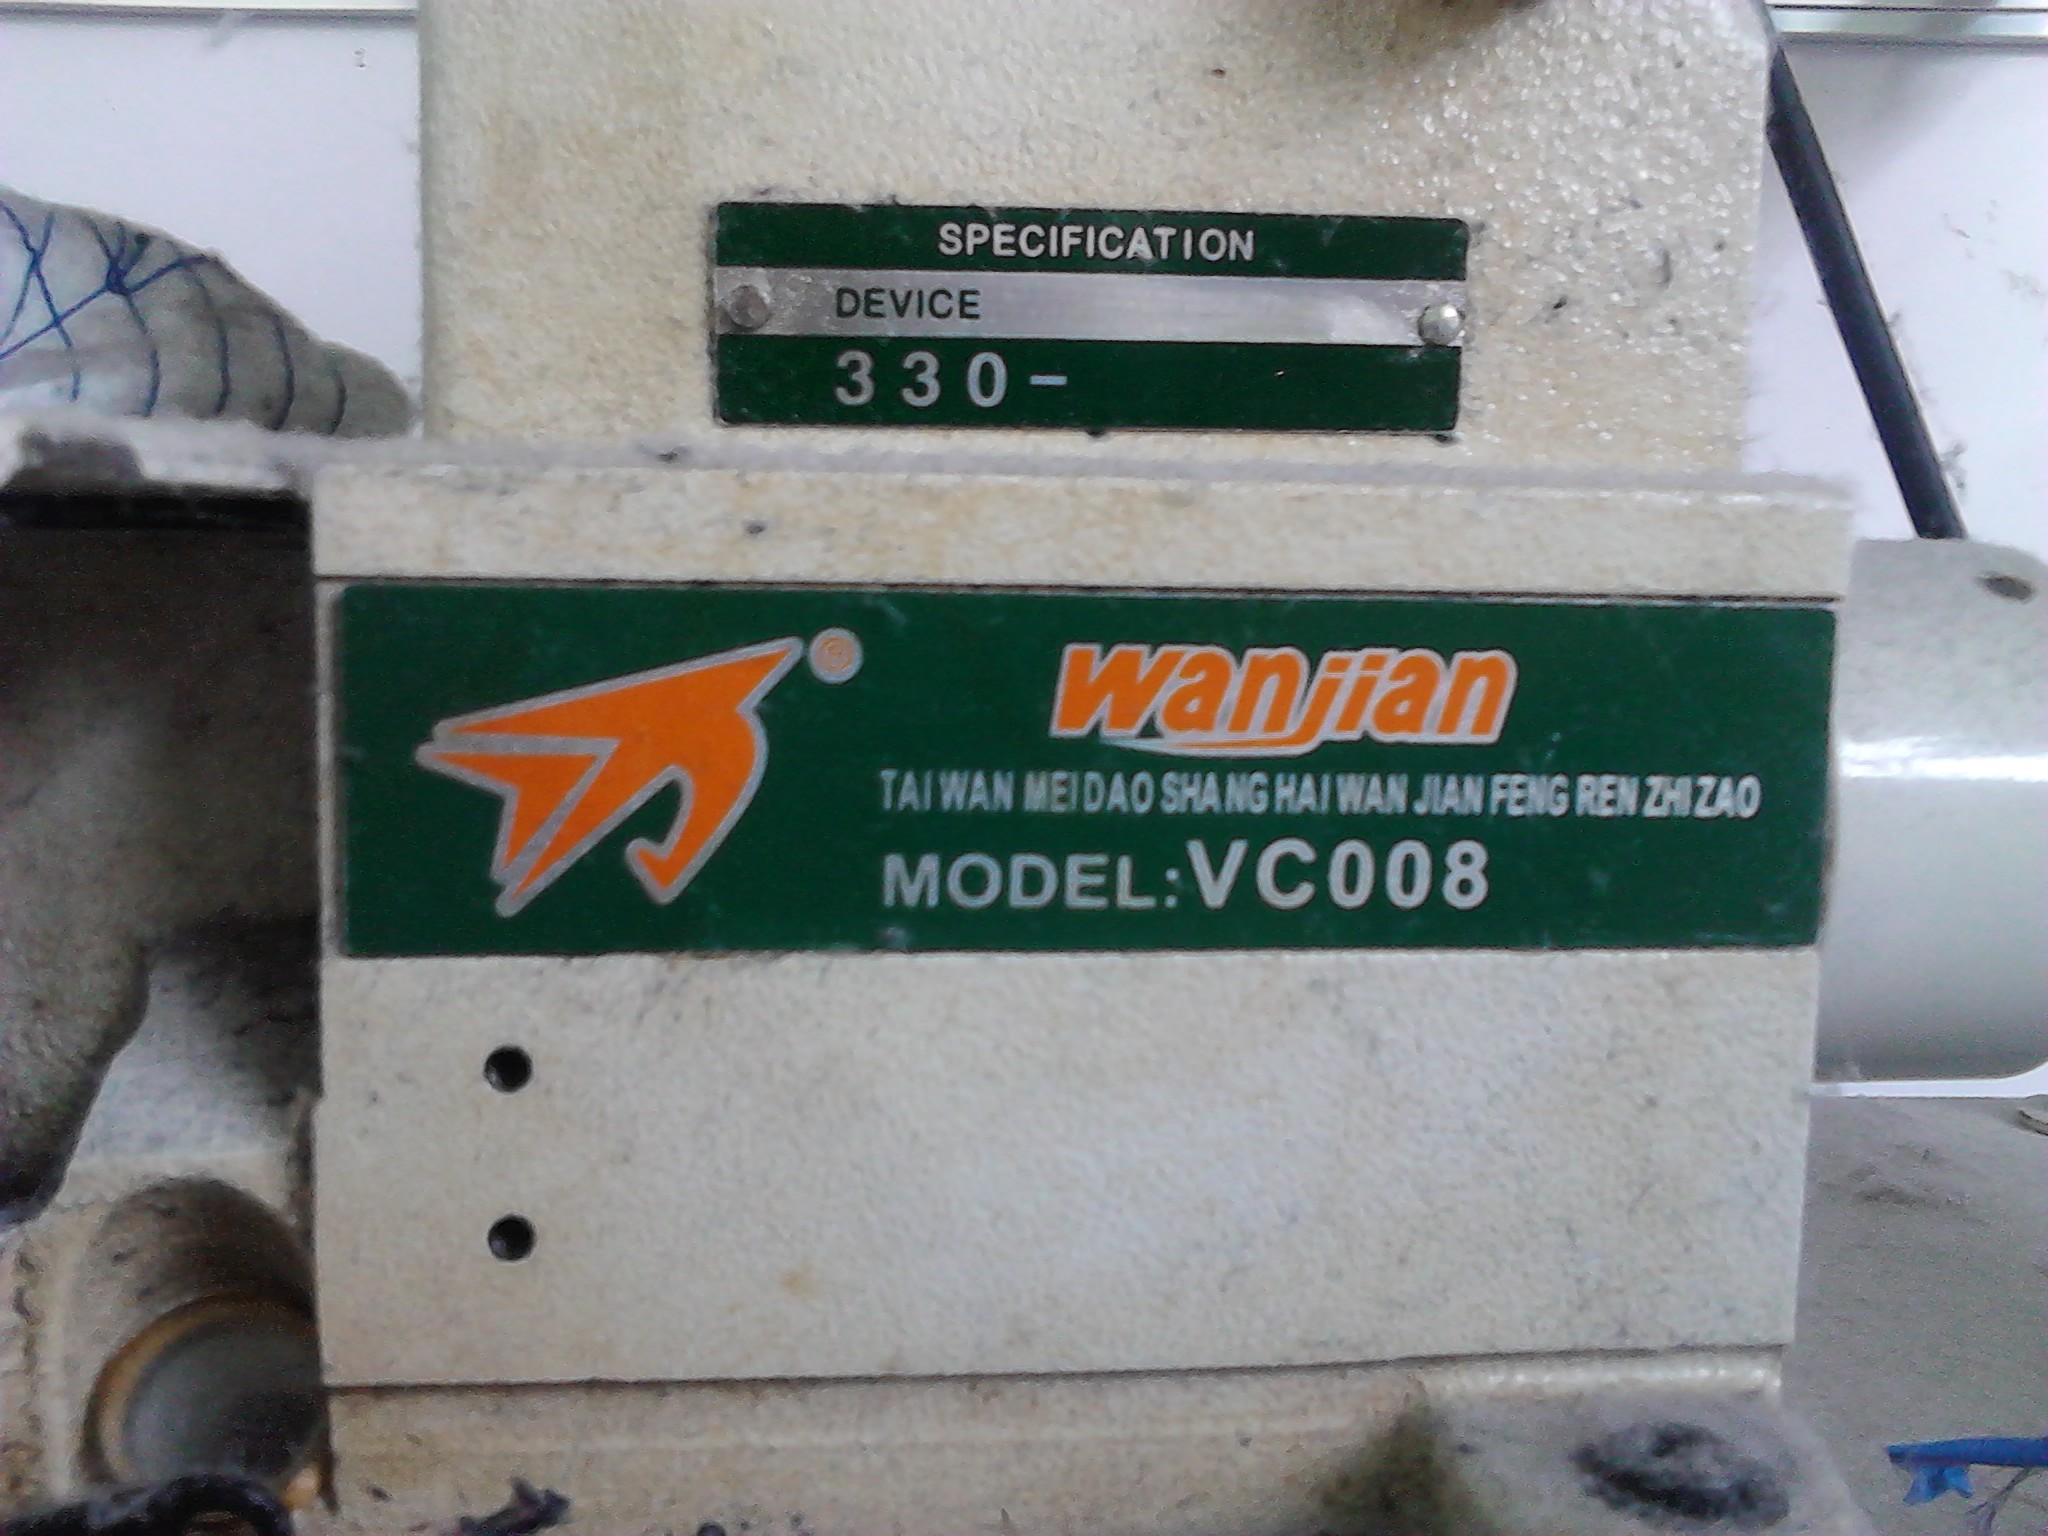 SPECIFICATION
DEVICE
330-
®
wanjian
TAI WAN MEI DAO SHANG HAI WAN JIAN FENG REN ZHI ZAO
MODEL:VC008